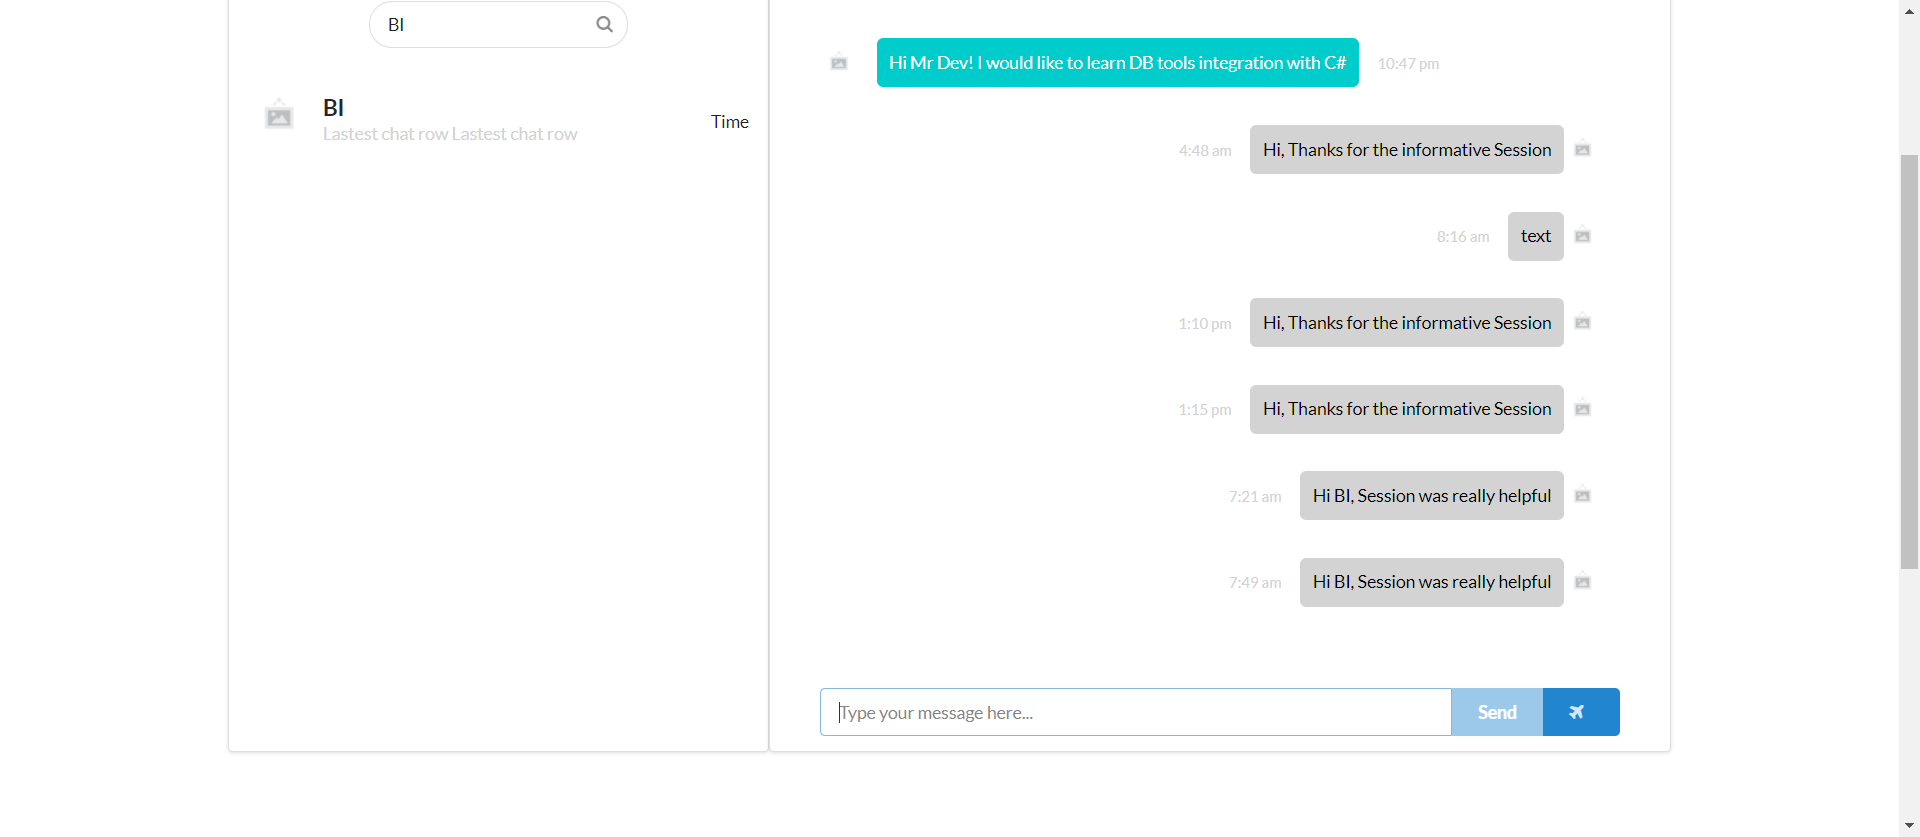 BI
BI
Lastest chat row Lastest chat row
Time
Hi Mr Dev! I would like to learn DB tools integration with C#
10:47 pm
4:48 am
Hi, Thanks for the informative Session
8:16 am
text
1:10 pm
Hi, Thanks for the informative Session
1:15 pm
Hi, Thanks for the informative Session
7:21 am
Hi BI, Session was really helpful
7:49 am
Hi BI, Session was really helpful
Type your message here...
Send